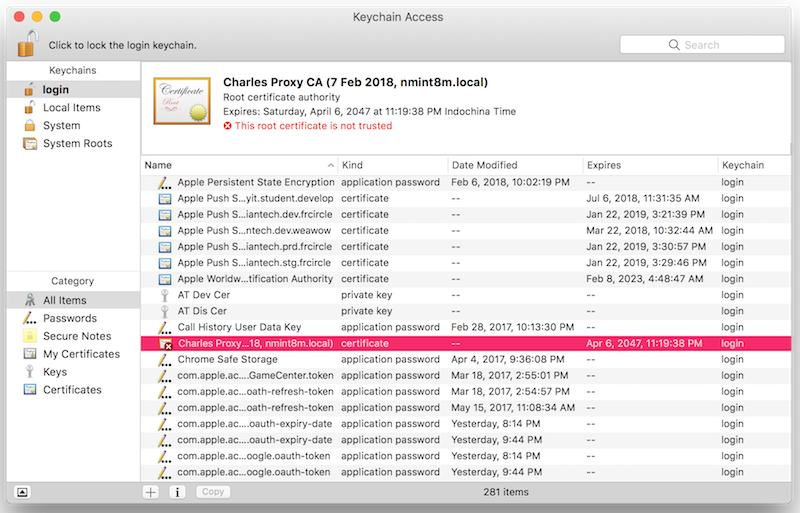 Keychain Access
Click to lock the login keychain.
Search
Keychains
login
Local Items
System
System Roots
Certificate
Root
Charles Proxy CA (7 Feb 2018, nmint8m.local)
Root certificate authority
Expires: Saturday, April 6, 2047 at 11:19:38 PM Indochina Time
This root certificate is not trusted
Name Kind Date Modified Expires Keychain
Apple Persistent State Encryption application password Feb 6, 2018, 10:02:19 PM -- login
Apple Push S...yit.student.develop certificate -- Jul 6, 2018, 11:31:35 AM login
Apple Push S...iantech.dev.frcircle certificate -- Jan 22, 2019, 3:21:39 PM login
Apple Push S...ntech.dev.weawow certificate -- Mar 22, 2018, 10:32:44 AM login
Apple Push S...iantech.prd.frcircle certificate -- Jan 22, 2019, 3:30:57 PM login
Apple Push S...iantech.stg.frcircle certificate -- Jan 22, 2019, 3:29:46 PM login
Apple Worldw...tification Authority certificate -- Feb 8, 2023, 4:48:47 AM login
AT Dev Cer private key -- -- login
AT Dis Cer private key -- -- login
Call History User Data Key application password Feb 28, 2017, 10:13:30 PM -- login
Charles Proxy...18, nmint8m.local) certificate -- Apr 6, 2047, 11:19:38 PM login
Chrome Safe Storage application password Apr 4, 2017, 9:36:08 PM -- login
com.apple.ac....GameCenter.token application password Mar 18, 2017, 2:55:01 PM -- login
com.apple.ac...oath-refresh-token application password Mar 18, 2017, 2:54:57 PM -- login
com.apple.ac...oath-refresh-token application password May 15, 2017, 11:08:34 AM -- login
com.apple.ac...oauth-expiry-date application password Yesterday, 8:14 PM -- login
com.apple.ac...oauth-expiry-date application password Yesterday, 9:44 PM -- login
com.apple.ac...oogle.oauth-token application password Yesterday, 8:14 PM -- login
com.apple.ac...oogle.oauth-token application password Yesterday, 9:44 PM -- login
Category
All Items
Passwords
Secure Notes
My Certificates
Keys
Certificates
Copy
281 items